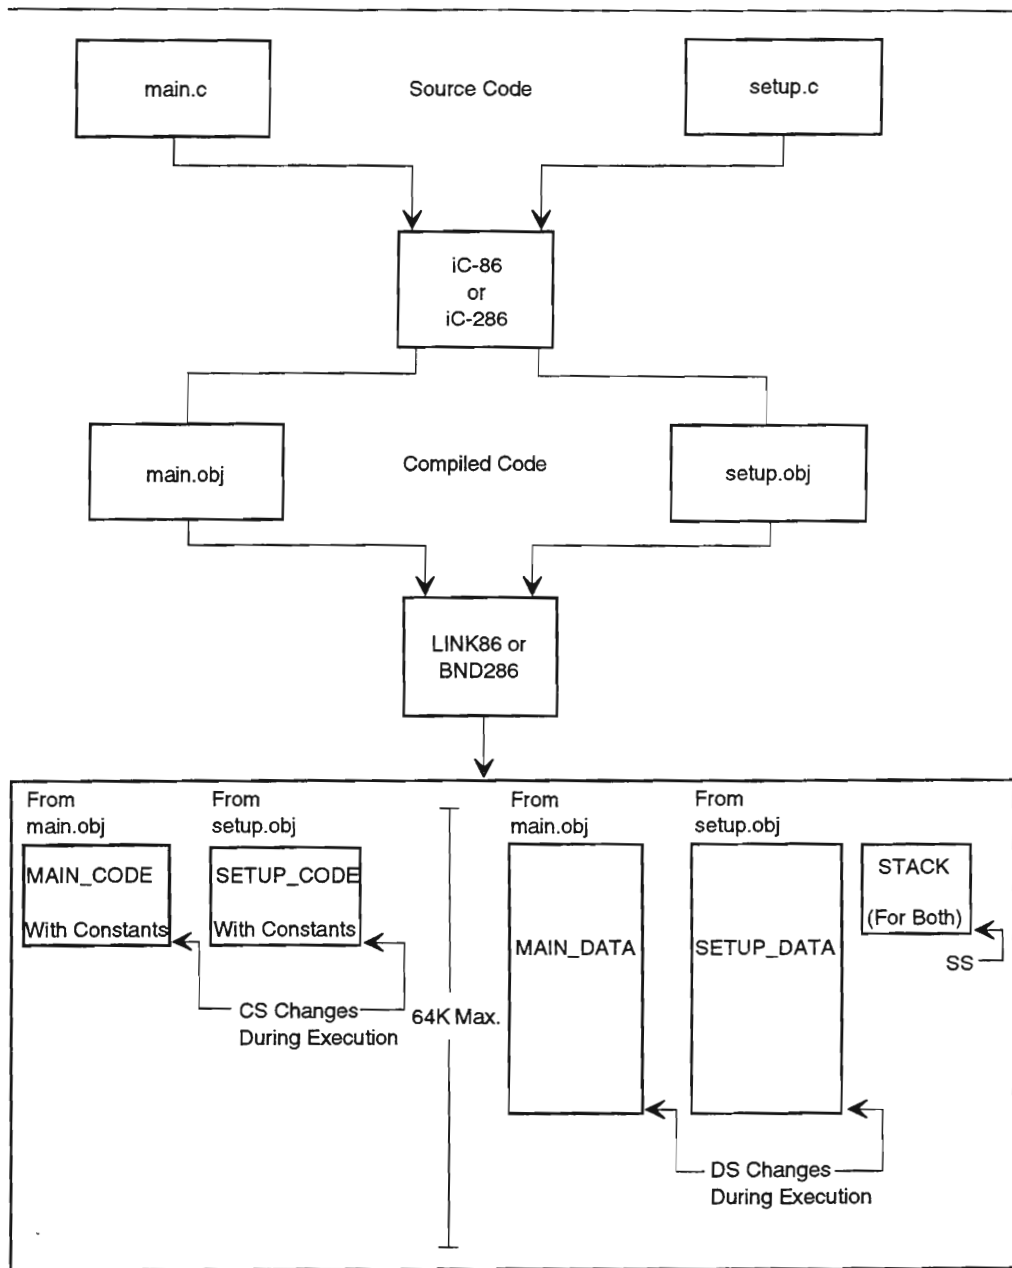 main.c
Source Code
setup.c
iC-86
or
iC-286
main.obj
Compiled Code
setup.obj
LINK86 or
BND286
From
main.obj
From
setup.obj
From
main.obj
From
setup.obj
MAIN_CODE
With Constants
SETUP_CODE
With Constants
MAIN_DATA
SETUP_DATA
STACK
(For Both)
SS
CS Changes
During Execution
64K Max.
DS Changes
During Execution